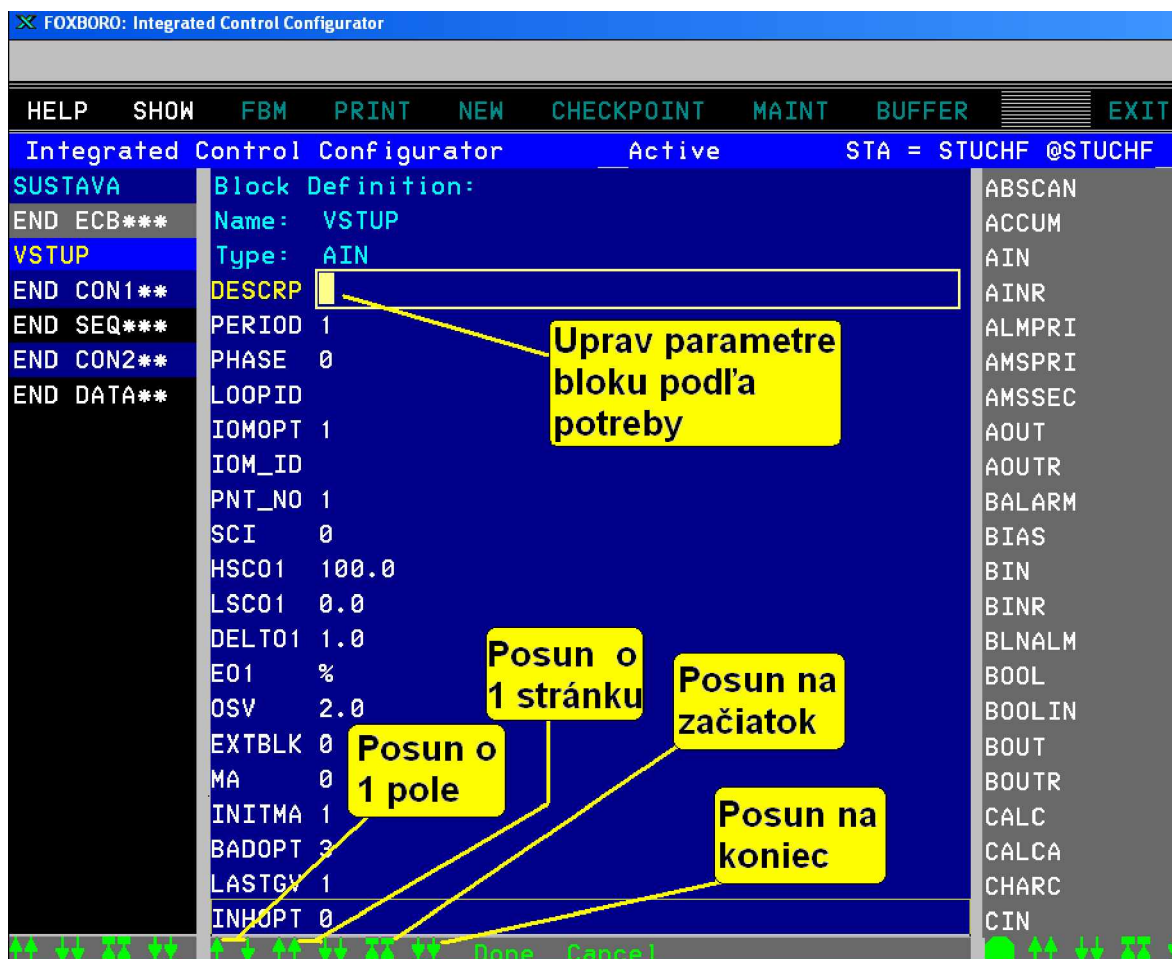 FOXBORO: Integrated Control Configurator
HELP SHOW FBM PRINT NEW CHECKPOINT MAINT BUFFER EXIT
Integrated Control Configurator __Active STA = STUCHF @STUCHF_
SUSTAVA
END ECB***
VSTUP
END CON1**
END SEQ***
END CON2**
END DATA**
Block Definition:
Name: VSTUP
Type: AIN
DESCRP
PERIOD 1
PHASE 0
LOOPID
IOMOPT 1
IOM_ID
PNT_NO 1
SCI 0
HSCO1 100.0
LSCO1 0.0
DELTO1 1.0
EO1 %
OSV 2.0
EXTBLK 0
MA 0
INITMA 1
BADOPT 3
LASTGV 1
INHOPT 0
Uprav parametre
bloku podľa
potreby
Posun o
1 stránku
Posun na
začiatok
Posun o
1 pole
Posun na
koniec
Done Cancel
ABSCAN
ACCUM
AIN
AINR
ALMPRI
AMSPRI
AMSSEC
AOUT
AOUTR
BALARM
BIAS
BIN
BINR
BLNALM
BOOL
BOOLIN
BOUT
BOUTR
CALC
CALCA
CHARC
CIN